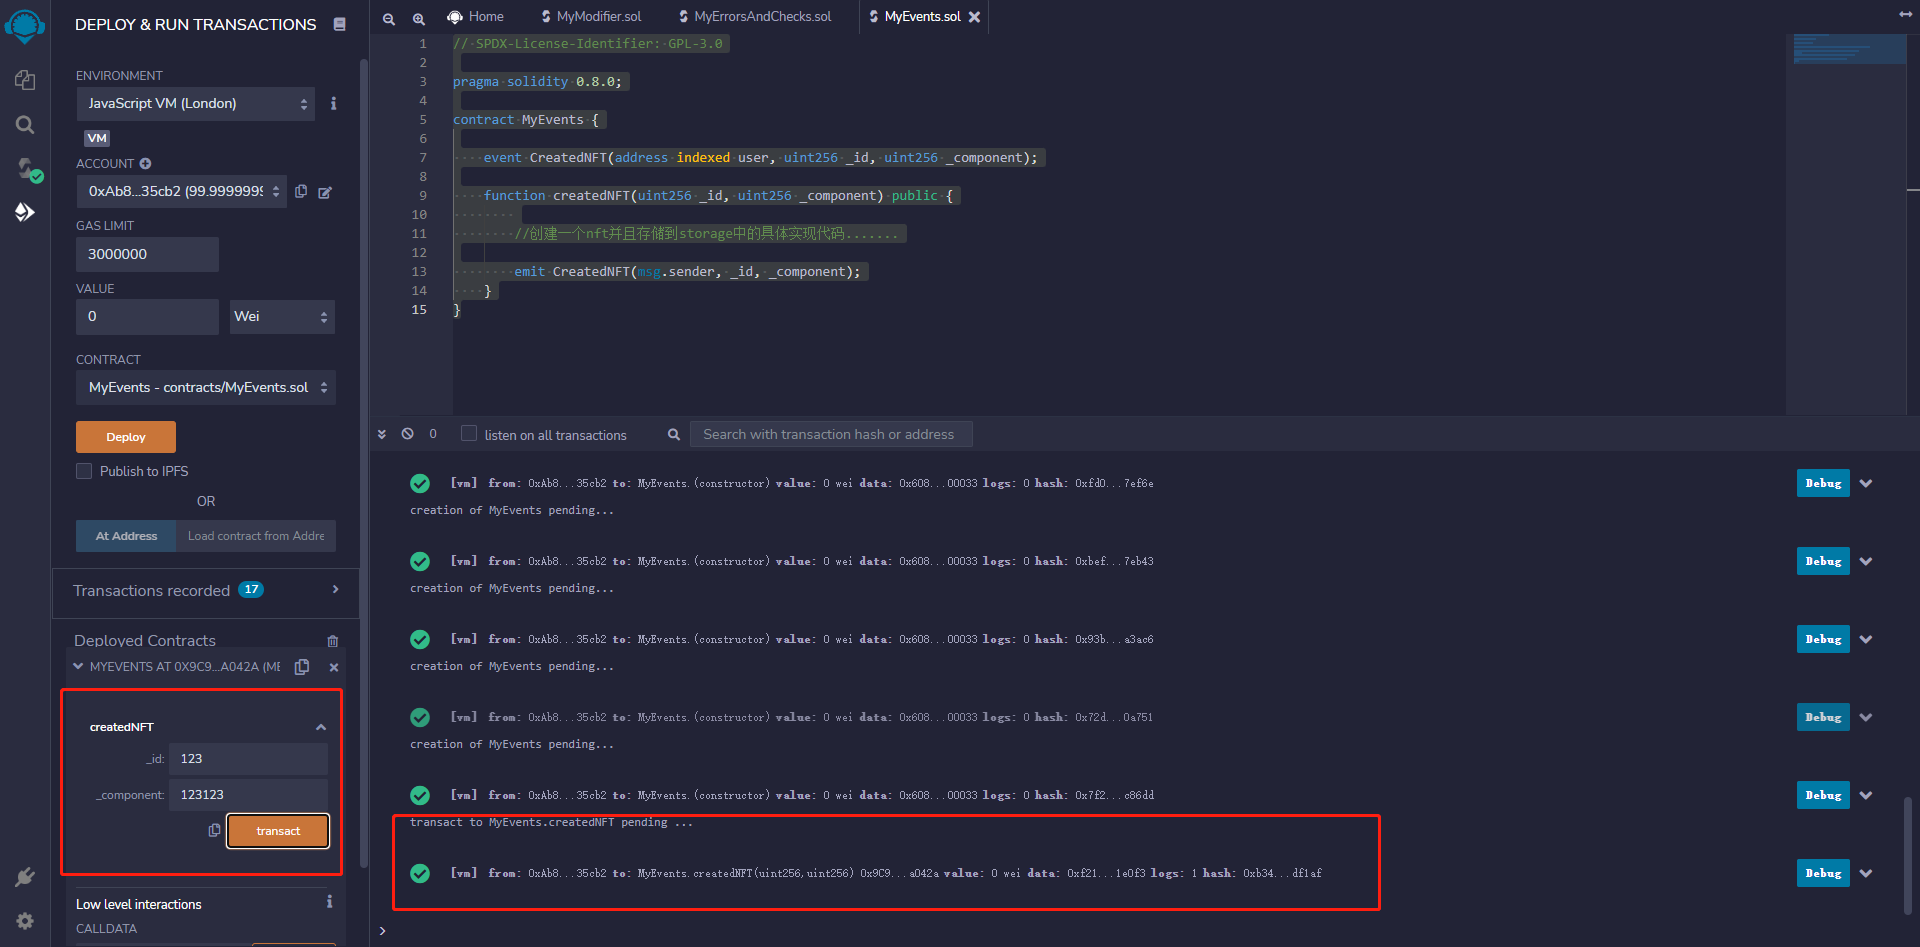 DEPLOY & RUN TRANSACTIONS
ENVIRONMENT
JavaScript VM (London)
VM
ACCOUNT
0xAb8...35cb2 (99.9999999
GAS LIMIT
3000000
VALUE
0
Wei
CONTRACT
MyEvents - contracts/MyEvents.sol
Deploy
Publish to IPFS
OR
At Address
Load contract from Addre
Transactions recorded 17
Deployed Contracts
MYEVENTS AT 0X9C9...A042A (ME
createdNFT
_id: 123
_component: 123123
transact
Low level interactions
CALLDATA
Home
MyModifier.sol
MyErrorsAndChecks.sol
MyEvents.sol
1 // SPDX-License-Identifier: GPL-3.0
2
3 pragma solidity 0.8.0;
4
5 contract MyEvents {
6
7 event CreatedNFT(address indexed user, uint256 _id, uint256 _component);
8
9 function createdNFT(uint256 _id, uint256 _component) public {
10
11 //创建一个nft并且存储到storage中的具体实现代码.......
12
13 emit CreatedNFT(msg.sender, _id, _component);
14 }
15 }
0
listen on all transactions
Search with transaction hash or address
[vm] from: 0xAb8...35cb2 to: MyEvents.(constructor) value: 0 wei data: 0x608...00033 logs: 0 hash: 0xfd0...7ef6e
Debug
creation of MyEvents pending...
[vm] from: 0xAb8...35cb2 to: MyEvents.(constructor) value: 0 wei data: 0x608...00033 logs: 0 hash: 0xbef...7eb43
Debug
creation of MyEvents pending...
[vm] from: 0xAb8...35cb2 to: MyEvents.(constructor) value: 0 wei data: 0x608...00033 logs: 0 hash: 0x93b...a3ac6
Debug
creation of MyEvents pending...
[vm] from: 0xAb8...35cb2 to: MyEvents.(constructor) value: 0 wei data: 0x608...00033 logs: 0 hash: 0x72d...0a751
Debug
creation of MyEvents pending...
[vm] from: 0xAb8...35cb2 to: MyEvents.(constructor) value: 0 wei data: 0x608...00033 logs: 0 hash: 0x7f2...c86dd
Debug
transact to MyEvents.createdNFT pending ...
[vm] from: 0xAb8...35cb2 to: MyEvents.createdNFT(uint256,uint256) 0x9C9...a042a value: 0 wei data: 0xf21...1e0f3 logs: 1 hash: 0xb34...df1af
Debug
>